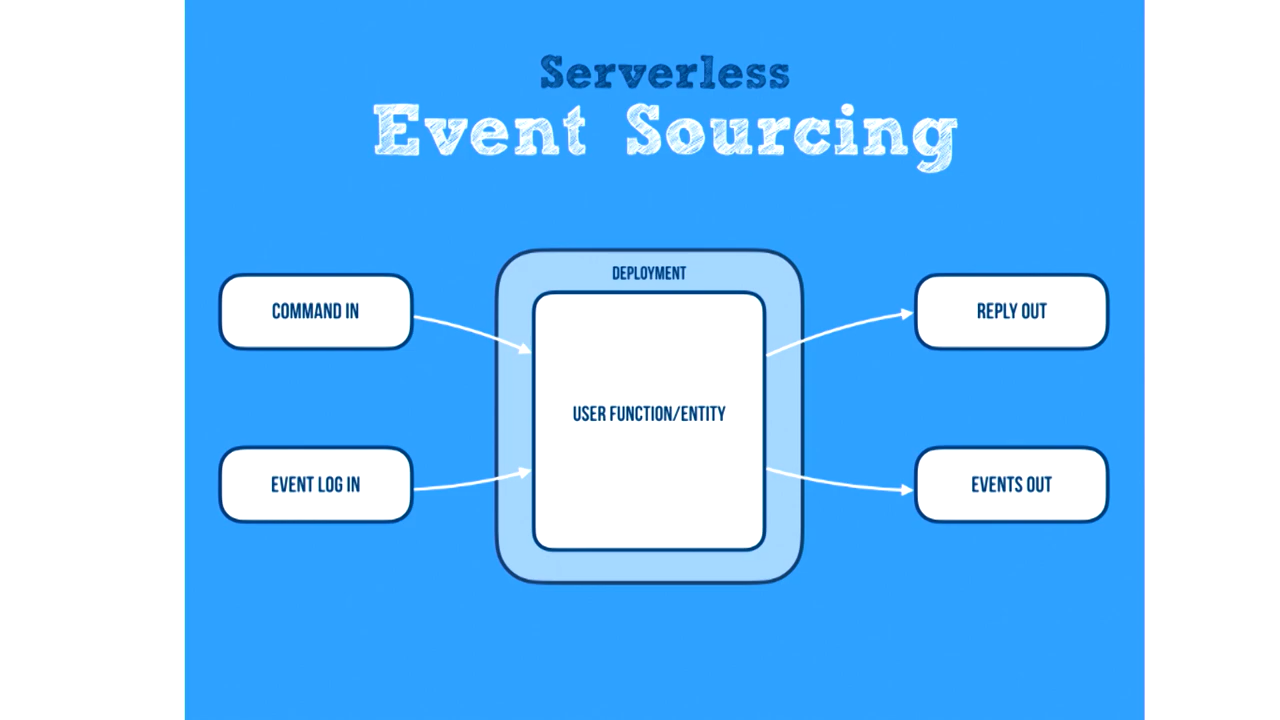 Serverless
Event Sourcing
DEPLOYMENT
COMMAND IN
REPLY OUT
USER FUNCTION/ENTITY
EVENT LOG IN
EVENTS OUT